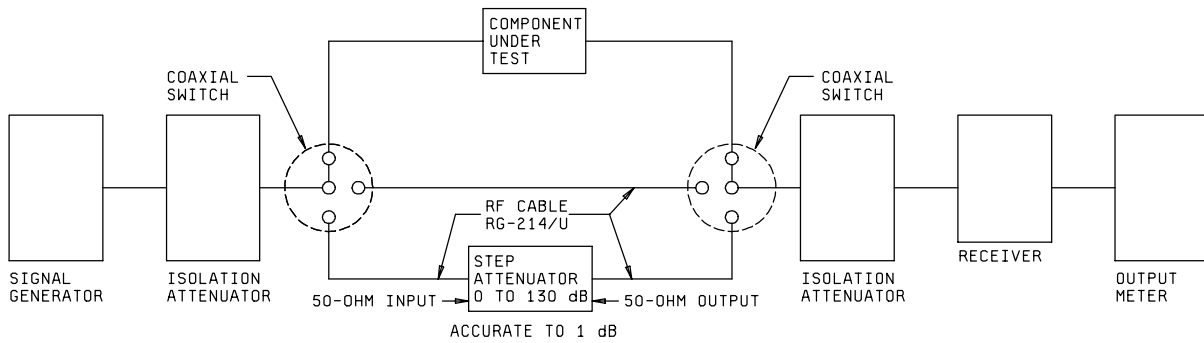 COMPONENT
UNDER
TEST
COAXIAL
SWITCH
COAXIAL
SWITCH
RF CABLE
RG-214/U
SIGNAL
GENERATOR
ISOLATION
ATTENUATOR
STEP
ATTENUATOR
0 TO 130 dB
50-OHM INPUT
50-OHM OUTPUT
ACCURATE TO 1 dB
ISOLATION
ATTENUATOR
RECEIVER
OUTPUT
METER